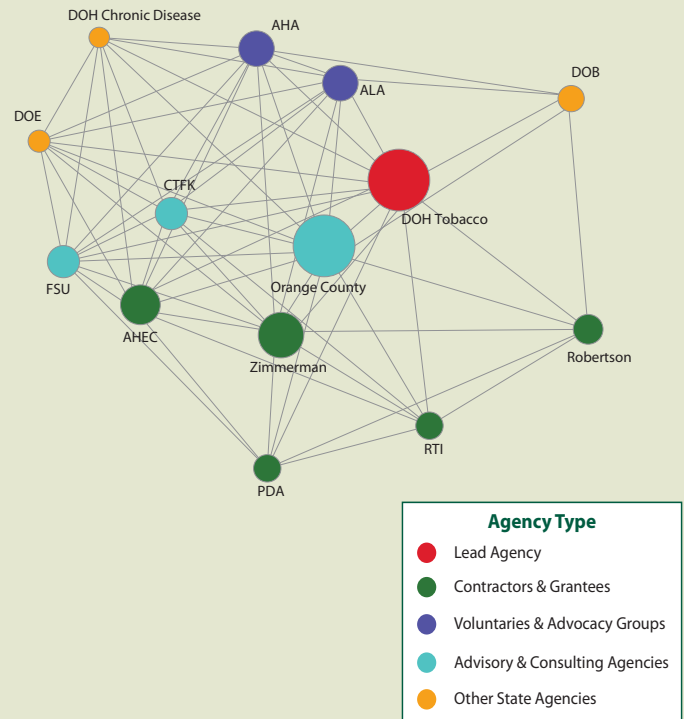 DOH Chronic Disease
AHA
ALA
DOB
DOE
CTFK
DOH Tobacco
FSU
Orange County
AHEC
Zimmerman
Robertson
RTI
PDA
Agency Type
Lead Agency
Contractors & Grantees
Voluntaries & Advocacy Groups
Advisory & Consulting Agencies
Other State Agencies